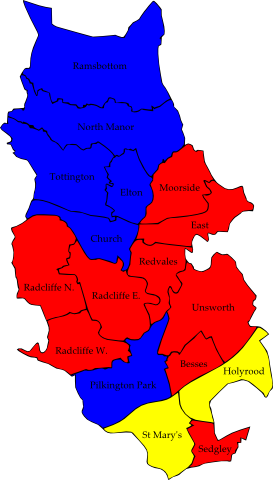 Ramsbottom
North Manor
Tottington
Elton
Moorside
East
Church
Redvales
Radcliffe N.
Radcliffe E.
Unsworth
Radcliffe W.
Besses
Holyrood
Pilkington Park
St Mary's
Sedgley